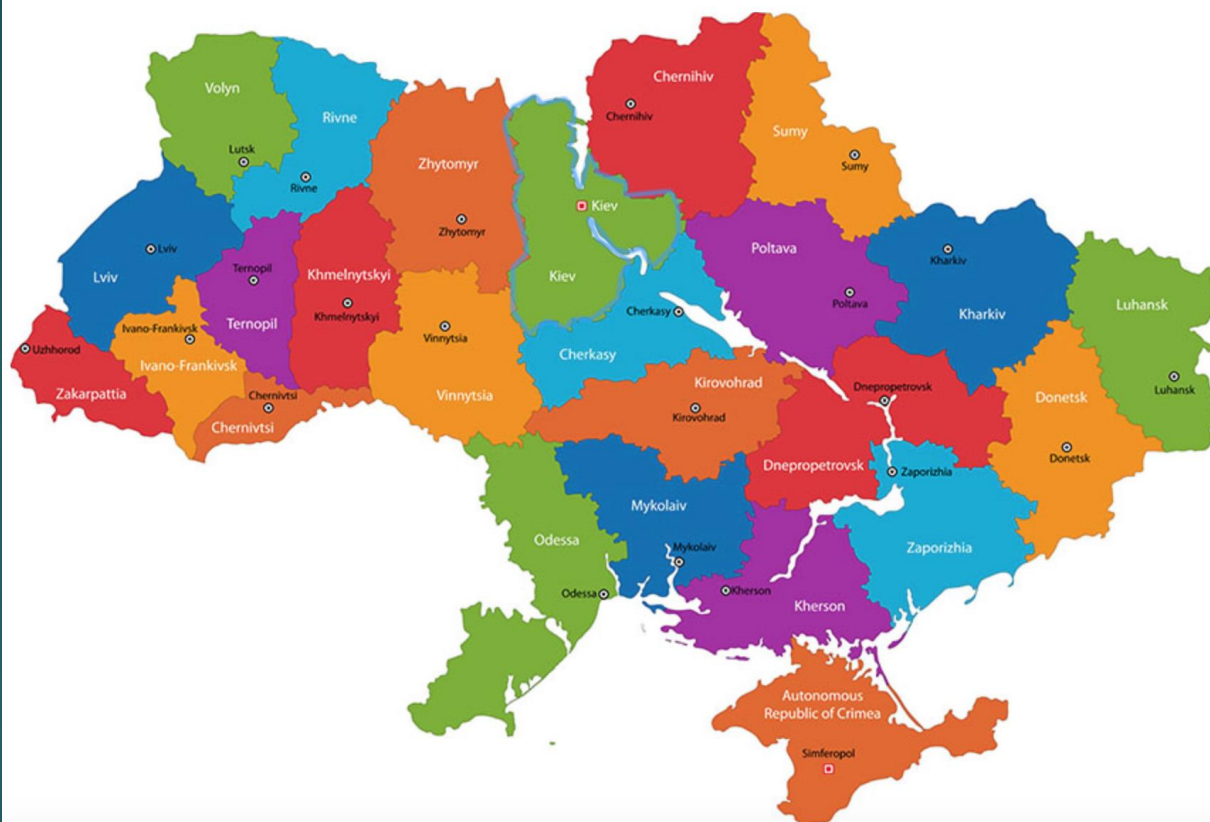 Chernihiv
Volyn
Chernihiv
Rivne
Sumy
Lutsk
Zhytomyr
Sumy
Rivne
Kiev
Zhytomyr
Lviv
Poltava
Kharkiv
Ternopil
Lviv
Khmelnytskyi
Kiev
Poltava
Luhansk
Khmelnytskyi
Cherkasy
Kharkiv
Ternopil
Ivano-Frankivsk
Vinnytsia
Uzhhorod
Cherkasy
Ivano-Frankivsk
Luhansk
Kirovohrad
Dnepropetrovsk
Zakarpattia
Chernivtsi
Vinnytsia
Donetsk
Kirovohrad
Chernivtsi
Donetsk
Dnepropetrovsk
Zaporizhia
Mykolaiv
Odessa
Mykolaiv
Zaporizhia
Odessa
Kherson
Kherson
Autonomous
Republic of Crimea
Simferopol